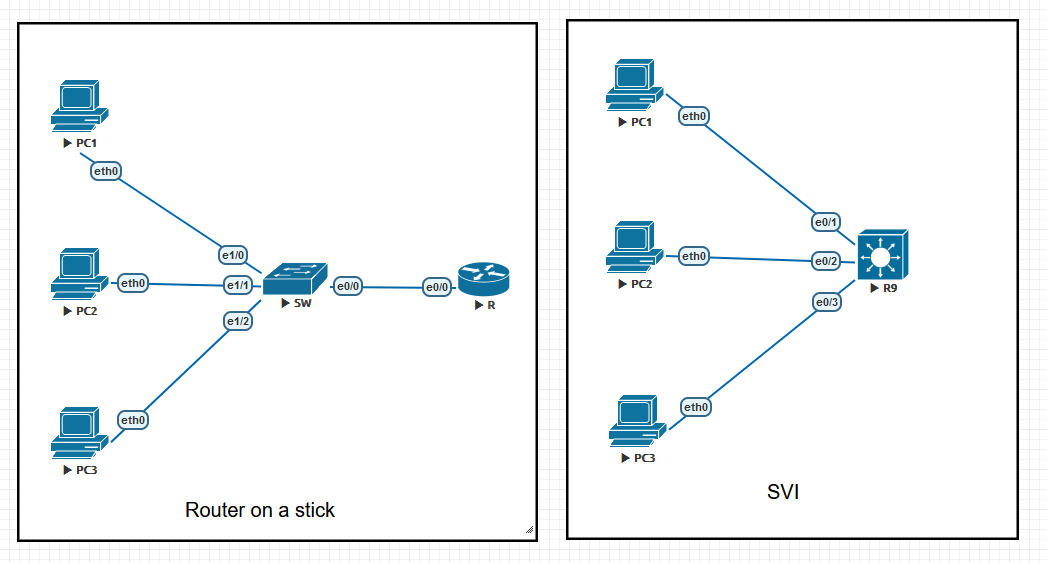 PC1
eth0
e1/0
PC2
eth0
e1/1
SW
e0/0
e0/0
R
e1/2
eth0
PC3
Router on a stick
PC1
eth0
e0/1
PC2
eth0
e0/2
R9
e0/3
eth0
PC3
SVI